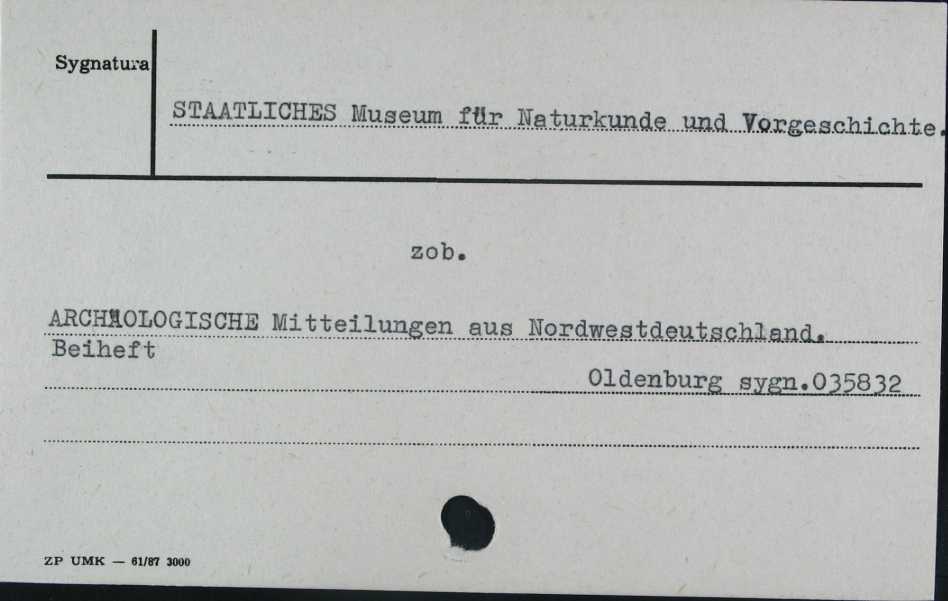 Sygnatura
STAATLICHES Museum für Naturkunde und Vorgeschichte.
zob.
ARCHÄOLOGISCHE Mitteilungen aus Nordwestdeutschland.
Beiheft
Oldenburg sygn.035832
ZP UMK — 61/87 3000